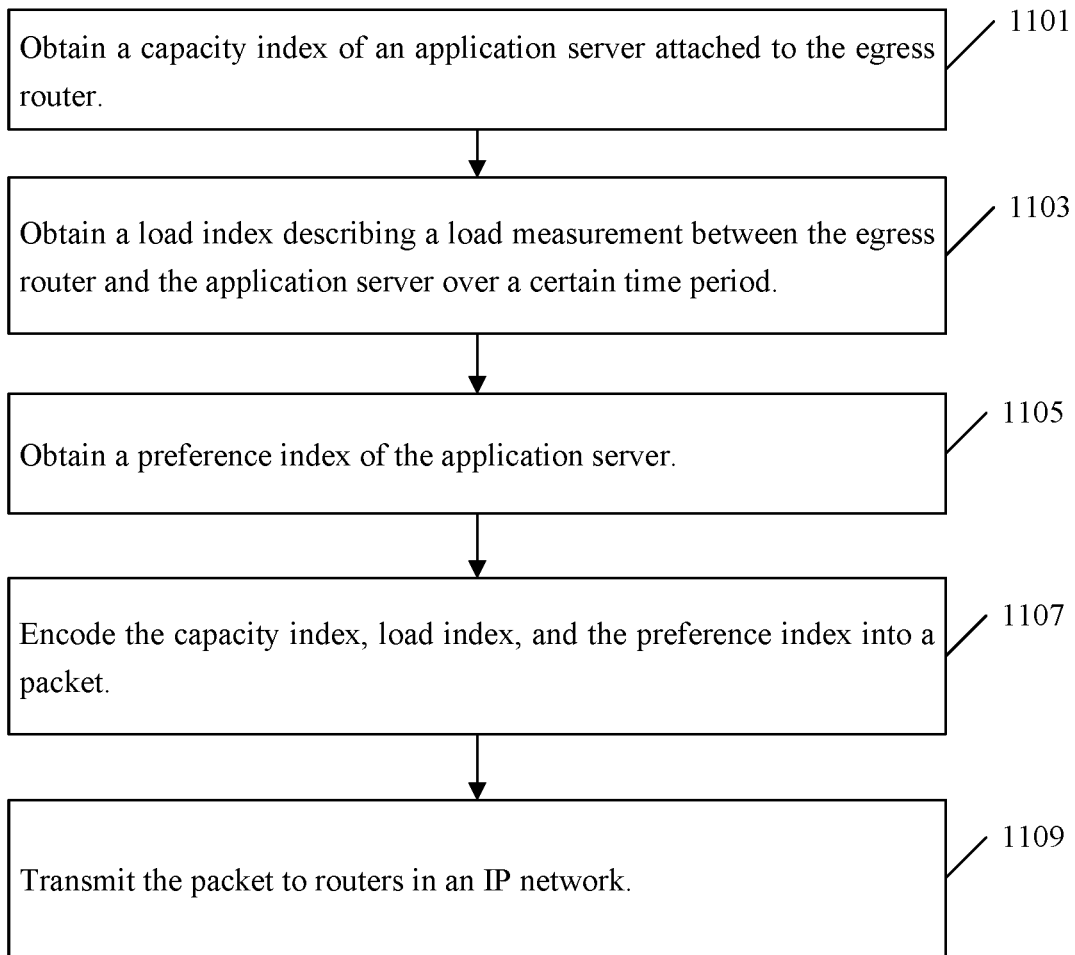 1101
Obtain a capacity index of an application server attached to the egress
router.
1103
Obtain a load index describing a load measurement between the egress
router and the application server over a certain time period.
1105
Obtain a preference index of the application server.
1107
Encode the capacity index, load index, and the preference index into a
packet.
1109
Transmit the packet to routers in an IP network.